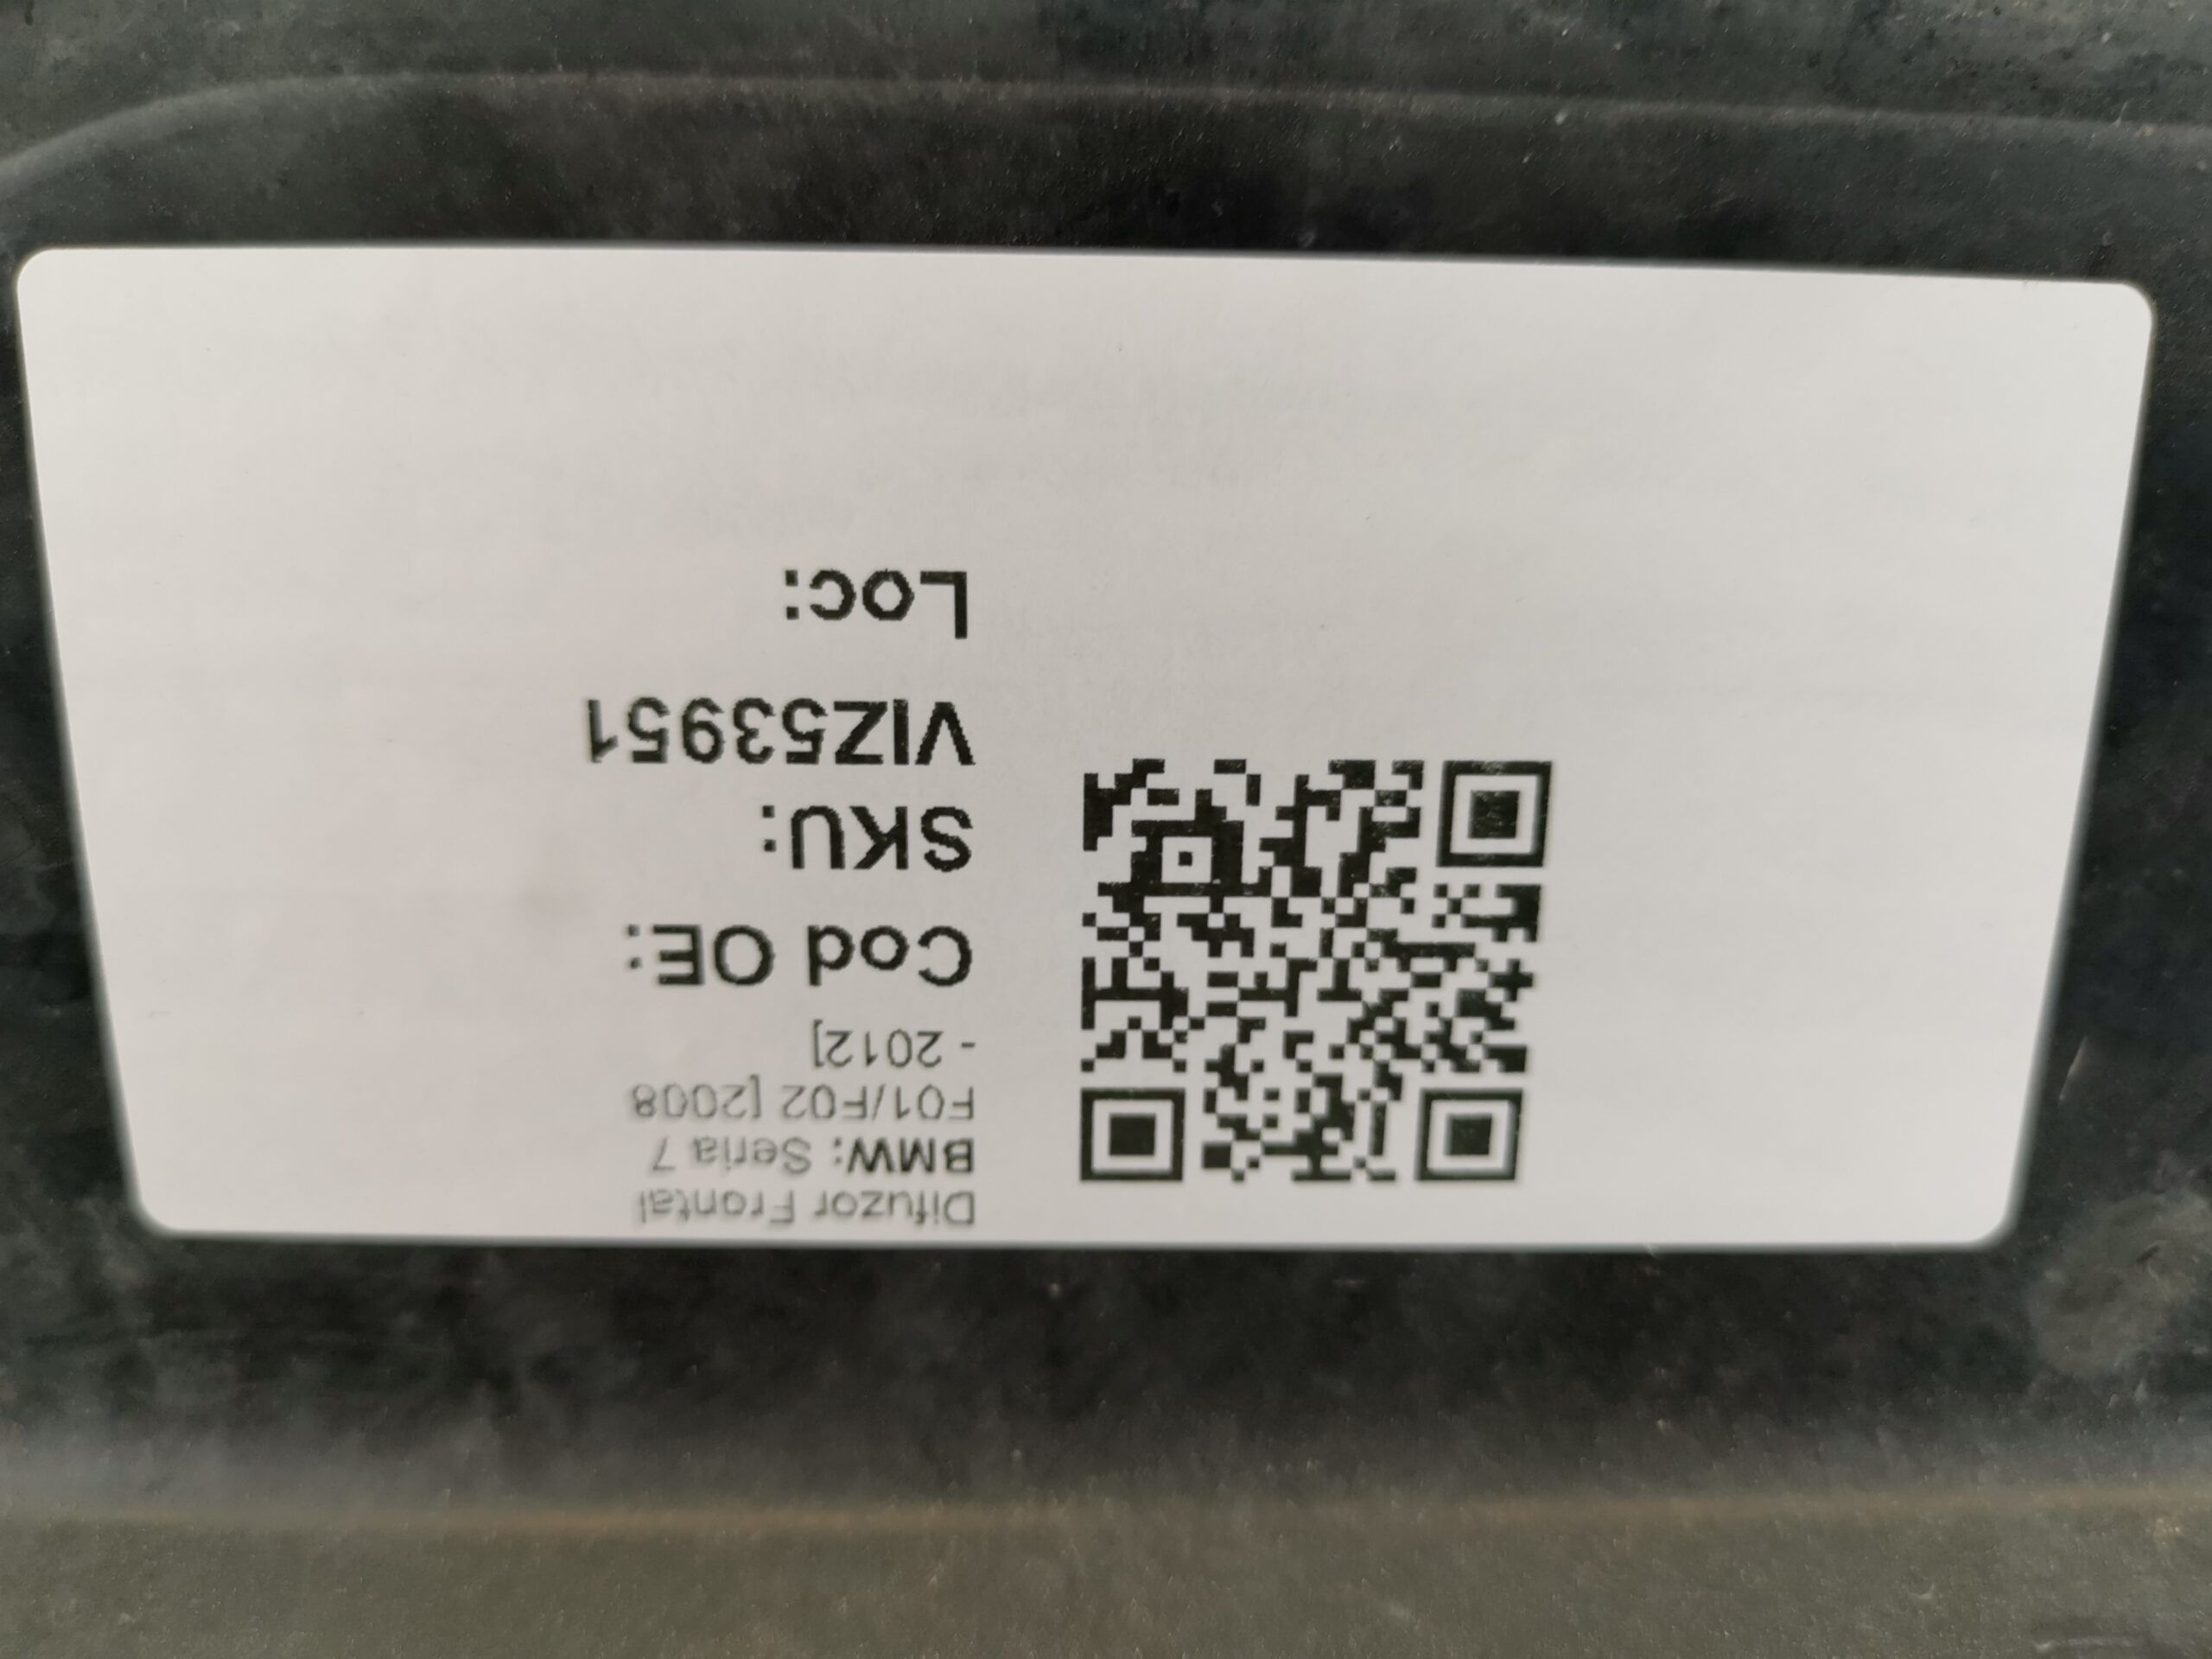 Difuzor Frontal
BMW: Seria 7
F01/F02 [2008
- 2012]
Cod OE:
SKU:
VIZ53951
Loc: